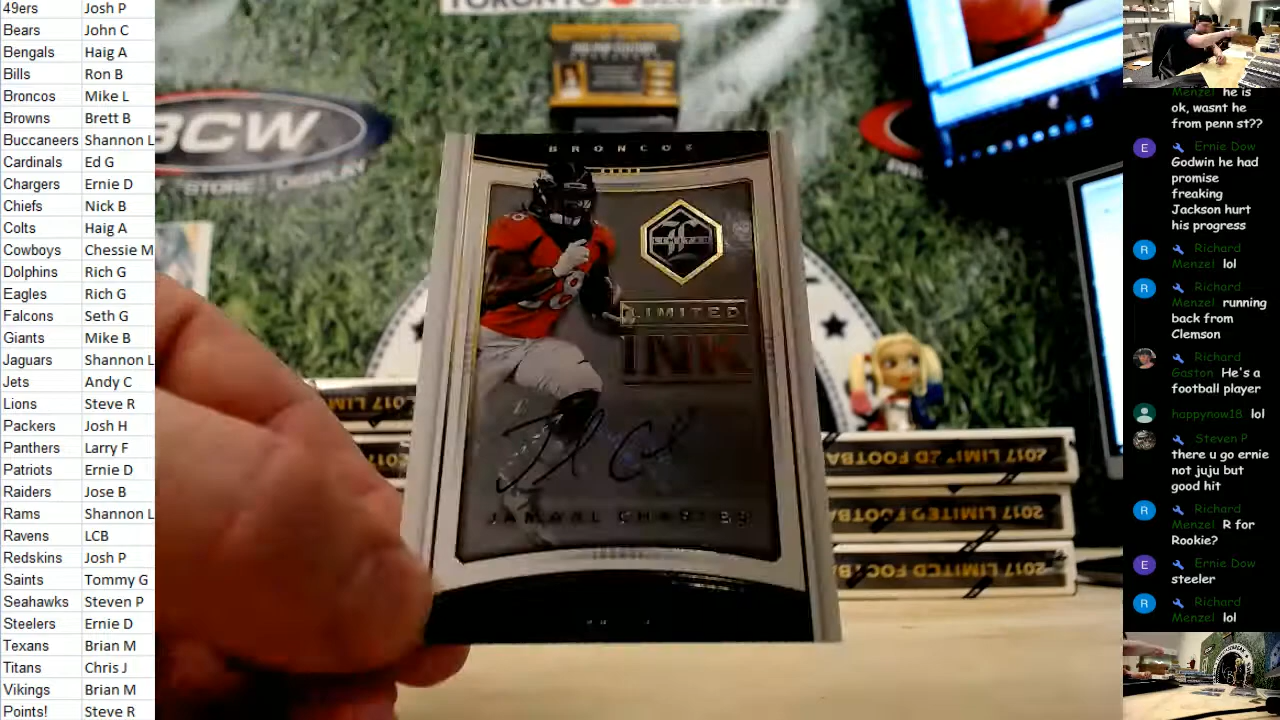 49ers Josh P
Bears John C
Bengals Haig A
Bills Ron B
Broncos Mike L
Browns Brett B
Buccaneers Shannon L
Cardinals Ed G
Chargers Ernie D
Chiefs Nick B
Colts Haig A
Cowboys Chessie M
Dolphins Rich G
Eagles Rich G
Falcons Seth G
Giants Mike B
Jaguars Shannon L
Jets Andy C
Lions Steve R
Packers Josh H
Panthers Larry F
Patriots Ernie D
Raiders Jose B
Rams Shannon L
Ravens LCB
Redskins Josh P
Saints Tommy G
Seahawks Steven P
Steelers Ernie D
Texans Brian M
Titans Chris J
Vikings Brian M
Points! Steve R
BCW
BRONCOS
LIMITED
INK
JAMAAL CHARLES
2017 LIMITED FOOTBA
2017 LIMITED FOOTBA
2017 LIMITED FOOTBA
Menzel he is
ok, wasnt he
from penn st??
E Ernie Dow
Godwin he had
promise
freaking
Jackson hurt
his progress
R Richard
Menzel lol
R Richard
Menzel running
back from
Clemson
Richard
Gaston He's a
football player
happynow18 lol
Steven P
there u go ernie
not juju but
good hit
R Richard
Menzel R for
Rookie?
E Ernie Dow
steeler
R Richard
Menzel lol